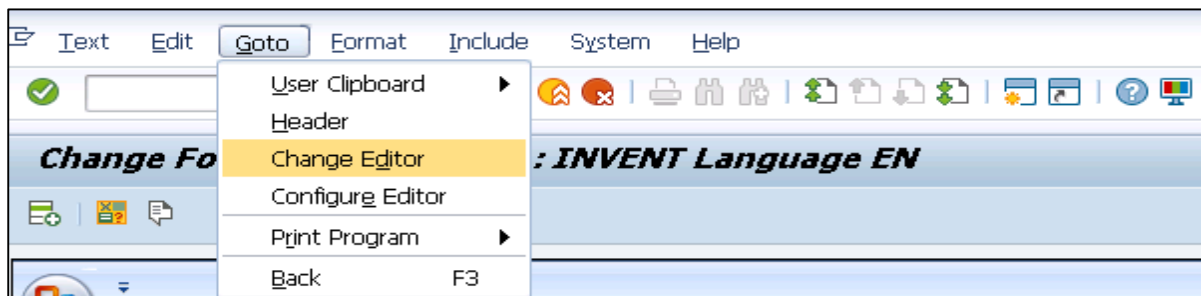 Text Edit Goto Format Include System Help
User Clipboard
Header
Change Fo : INVENT Language EN
Change Editor
Configure Editor
Print Program
Back F3